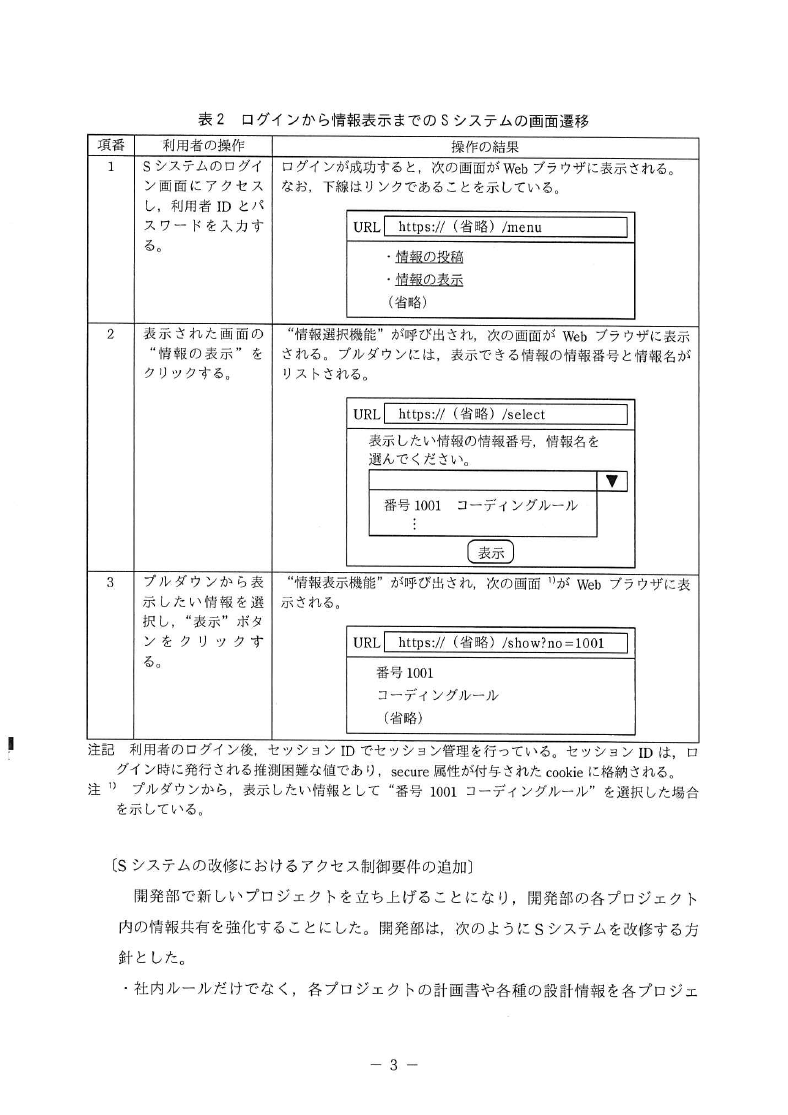 表2 ログインから情報表示までのSシステムの画面遷移
項番 利用者の操作 操作の結果
1 Sシステムのログイ
ン画面にアクセス
し，利用者IDとパ
スワードを入力す
る。
ログインが成功すると，次の画面がWebブラウザに表示される。
なお，下線はリンクであることを示している。
URL https://（省略）/menu
・情報の投稿
・情報の表示
（省略）
2 表示された画面の
“情報の表示”を
クリックする。
“情報選択機能”が呼び出され，次の画面が Web ブラウザに表示
される。プルダウンには，表示できる情報の情報番号と情報名が
リストされる。
URL https://（省略）/select
表示したい情報の情報番号，情報名を
選んでください。
▼
番号1001 コーディングルール
⋮
表示
3 プルダウンから表
示したい情報を選
択し，“表示”ボタ
ンをクリックす
る。
“情報表示機能”が呼び出され，次の画面 1)が Web ブラウザに表
示される。
URL https://（省略）/show?no=1001
番号1001
コーディングルール
（省略）
注記 利用者のログイン後，セッションIDでセッション管理を行っている。セッションIDは，ロ
グイン時に発行される推測困難な値であり，secure 属性が付与された cookie に格納される。
注 1) プルダウンから，表示したい情報として“番号 1001 コーディングルール”を選択した場合
を示している。
〔Sシステムの改修におけるアクセス制御要件の追加〕
開発部で新しいプロジェクトを立ち上げることになり，開発部の各プロジェクト
内の情報共有を強化することにした。開発部は，次のようにSシステムを改修する方
針とした。
・社内ルールだけでなく，各プロジェクトの計画書や各種の設計情報を各プロジェ
－ 3 －